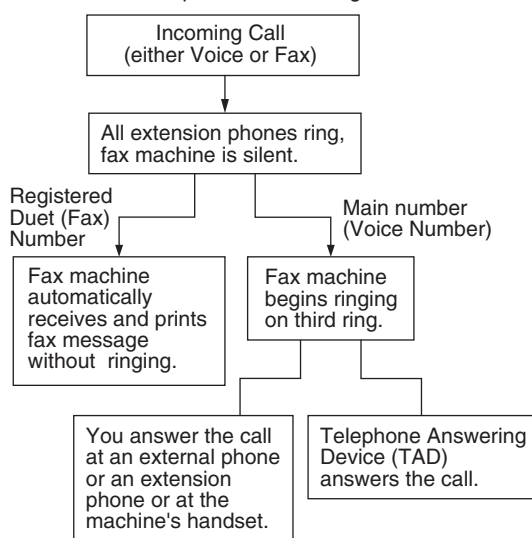 Incoming Call
(either Voice or Fax)
All extension phones ring,
fax machine is silent.
Registered
Duet (Fax)
Number
Main number
(Voice Number)
Fax machine
automatically
receives and prints
fax message
without ringing.
Fax machine
begins ringing
on third ring.
You answer the call
at an external phone
or an extension
phone or at the
machine's handset.
Telephone Answering
Device (TAD)
answers the call.